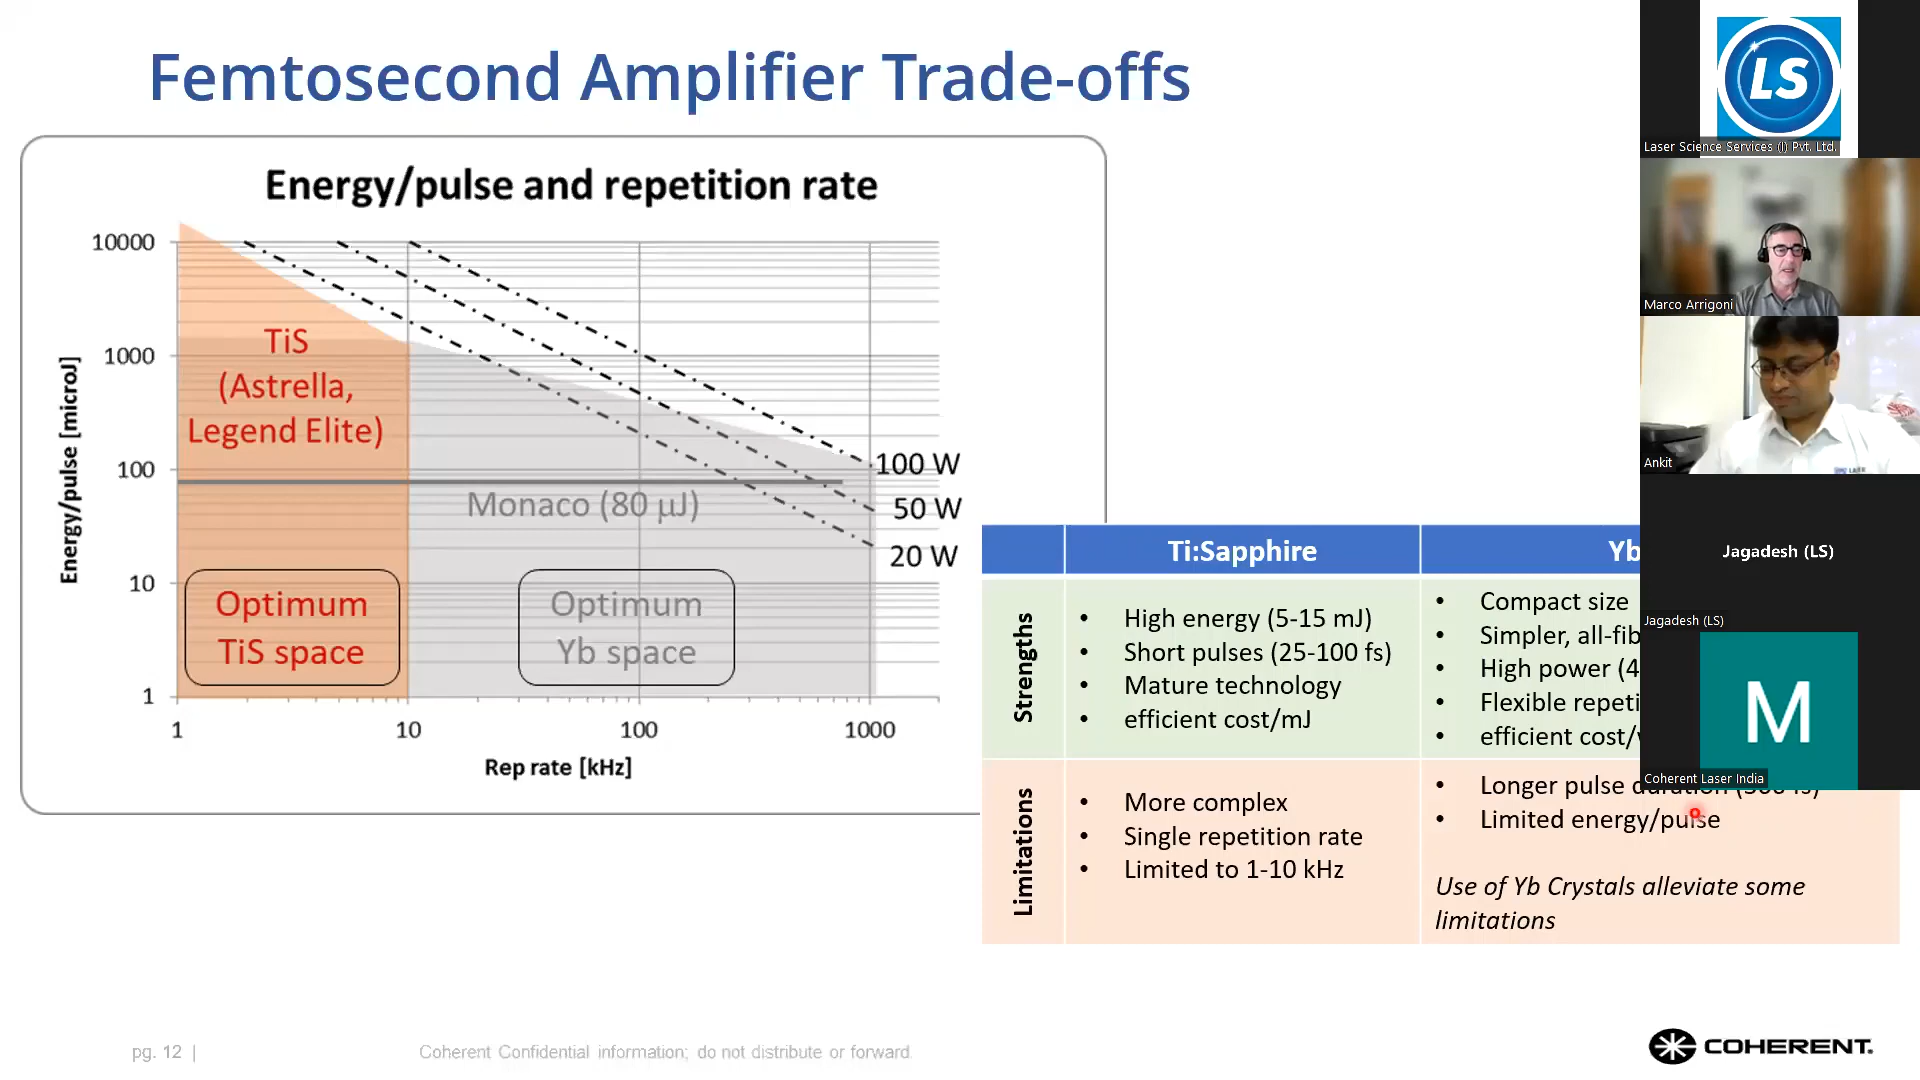 Femtosecond Amplifier Trade-offs
Energy/pulse and repetition rate
10000
1000
100
10
1
Energy/pulse [microJ]
TiS
(Astrella,
Legend Elite)
Monaco (80 µJ)
100 W
50 W
20 W
Optimum
TiS space
Optimum
Yb space
1
10
100
1000
Rep rate [kHz]
Ti:Sapphire
Yb
Strengths
• High energy (5-15 mJ)
• Short pulses (25-100 fs)
• Mature technology
• efficient cost/mJ
• Compact size
• Simpler, all-fib
• High power (4
• Flexible repeti
• efficient cost/
Limitations
• More complex
• Single repetition rate
• Limited to 1-10 kHz
• Longer pulse duration
• Limited energy/pulse
Use of Yb Crystals alleviate some
limitations
LS
Laser Science Services (I) Pvt. Ltd.
Marco Arrigoni
Ankit
Jagadesh (LS)
Jagadesh (LS)
M
Coherent Laser India
pg. 12 |
Coherent Confidential information; do not distribute or forward.
COHERENT.